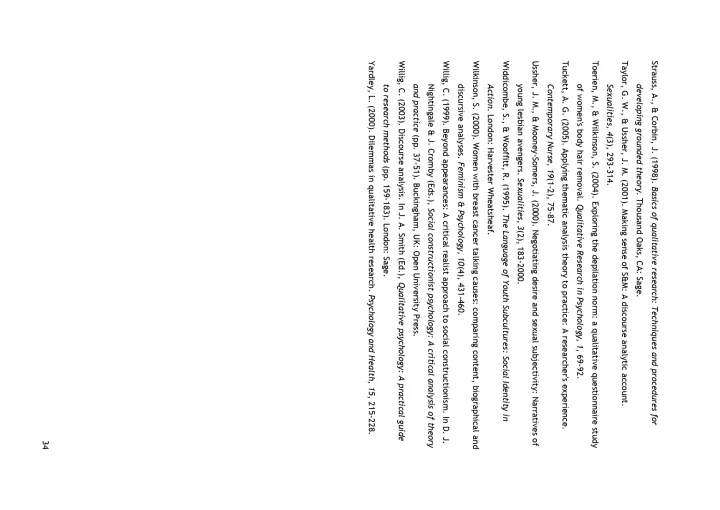 Strauss, A., & Corbin, J. (1998). Basics of qualitative research: Techniques and procedures for
developing grounded theory. Thousand Oaks, CA: Sage.
Taylor, G. W., & Ussher, J. M. (2001). Making sense of S&M: A discourse analytic account.
Sexualities, 4(3), 293-314.
Toerien, M., & Wilkinson, S. (2004). Exploring the depilation norm: a qualitative questionnaire study
of women's body hair removal. Qualitative Research in Psychology, 1, 69-92.
Tuckett, A. G. (2005). Applying thematic analysis theory to practice: A researcher's experience.
Contemporary Nurse, 19(1-2), 75-87.
Ussher, J. M., & Mooney-Somers, J. (2000). Negotiating desire and sexual subjectivity: Narratives of
young lesbian avengers. Sexualities, 3(2), 183-2000.
Widdicombe, S., & Wooffitt, R. (1995). The Language of Youth Subcultures: Social Identity in
Action. London: Harvester Wheatsheaf.
Wilkinson, S. (2000). Women with breast cancer talking causes: comparing content, biographical and
discursive analyses. Feminism & Psychology, 10(4), 431-460.
Willig, C. (1999). Beyond appearances: A critical realist approach to social constructionism. In D. J.
Nightingale & J. Cromby (Eds.), Social constructionist psychology: A critical analysis of theory
and practice (pp. 37-51). Buckingham, UK: Open University Press.
Willig, C. (2003). Discourse analysis. In J. A. Smith (Ed.), Qualitative psychology: A practical guide
to research methods (pp. 159-183). London: Sage.
Yardley, L. (2000). Dilemmas in qualitative health research. Psychology and Health, 15, 215-228.
34